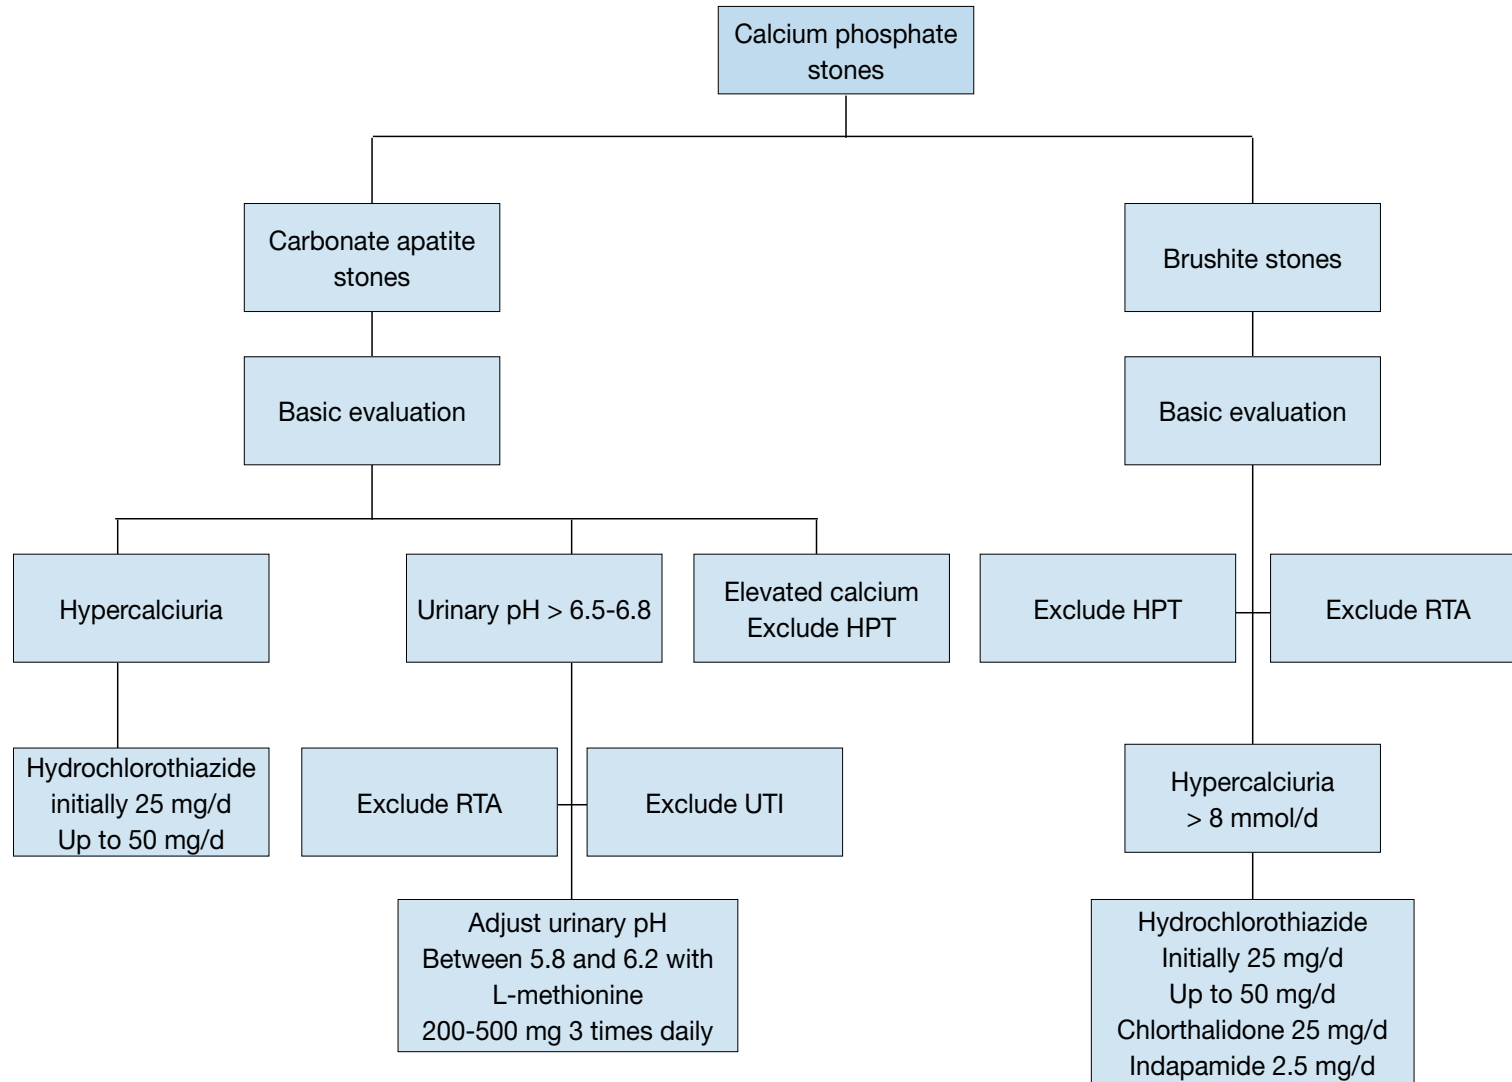 Calcium phosphate
stones
Carbonate apatite
stones
Brushite stones
Basic evaluation
Basic evaluation
Hypercalciuria
Urinary pH > 6.5-6.8
Elevated calcium
Exclude HPT
Exclude HPT
Exclude RTA
Hydrochlorothiazide
initially 25 mg/d
Up to 50 mg/d
Exclude RTA
Exclude UTI
Hypercalciuria
> 8 mmol/d
Adjust urinary pH
Between 5.8 and 6.2 with
L-methionine
200-500 mg 3 times daily
Hydrochlorothiazide
Initially 25 mg/d
Up to 50 mg/d
Chlorthalidone 25 mg/d
Indapamide 2.5 mg/d